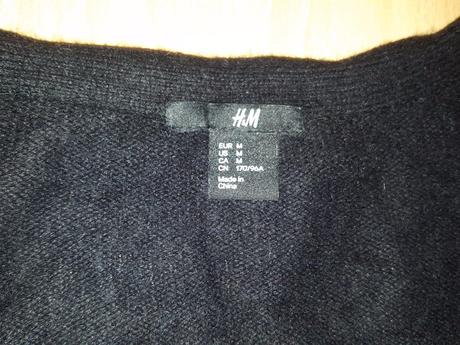 H&M
EUR M
US M
CA M
CN 170/96A
Made in
China